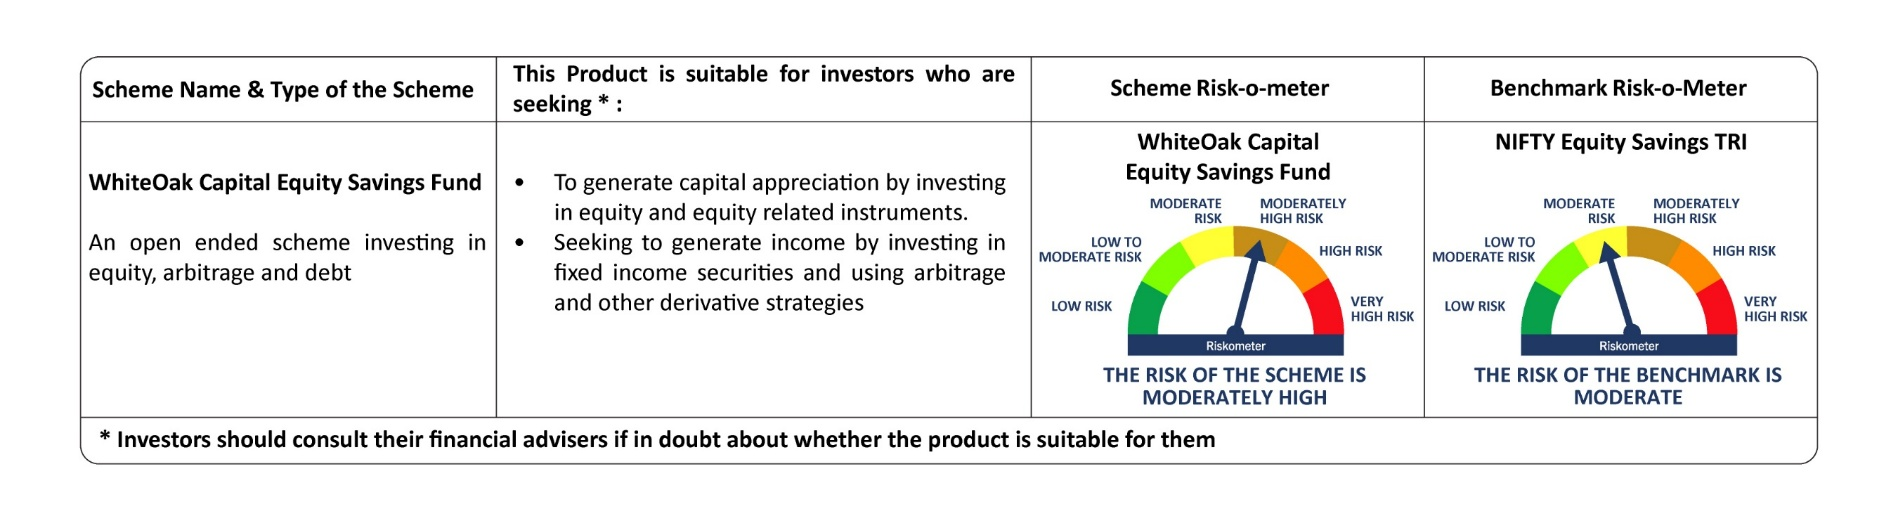 Scheme Name & Type of the Scheme
This Product is suitable for investors who are
seeking * :
Scheme Risk-o-meter
Benchmark Risk-o-Meter
WhiteOak Capital Equity Savings Fund
An open ended scheme investing in
equity, arbitrage and debt
• To generate capital appreciation by investing
in equity and equity related instruments.
• Seeking to generate income by investing in
fixed income securities and using arbitrage
and other derivative strategies
WhiteOak Capital
Equity Savings Fund
MODERATE
RISK
MODERATELY
HIGH RISK
LOW TO
MODERATE RISK
HIGH RISK
LOW RISK
VERY
HIGH RISK
Riskometer
THE RISK OF THE SCHEME IS
MODERATELY HIGH
NIFTY Equity Savings TRI
MODERATE
RISK
MODERATELY
HIGH RISK
LOW TO
MODERATE RISK
HIGH RISK
LOW RISK
VERY
HIGH RISK
Riskometer
THE RISK OF THE BENCHMARK IS
MODERATE
* Investors should consult their financial advisers if in doubt about whether the product is suitable for them